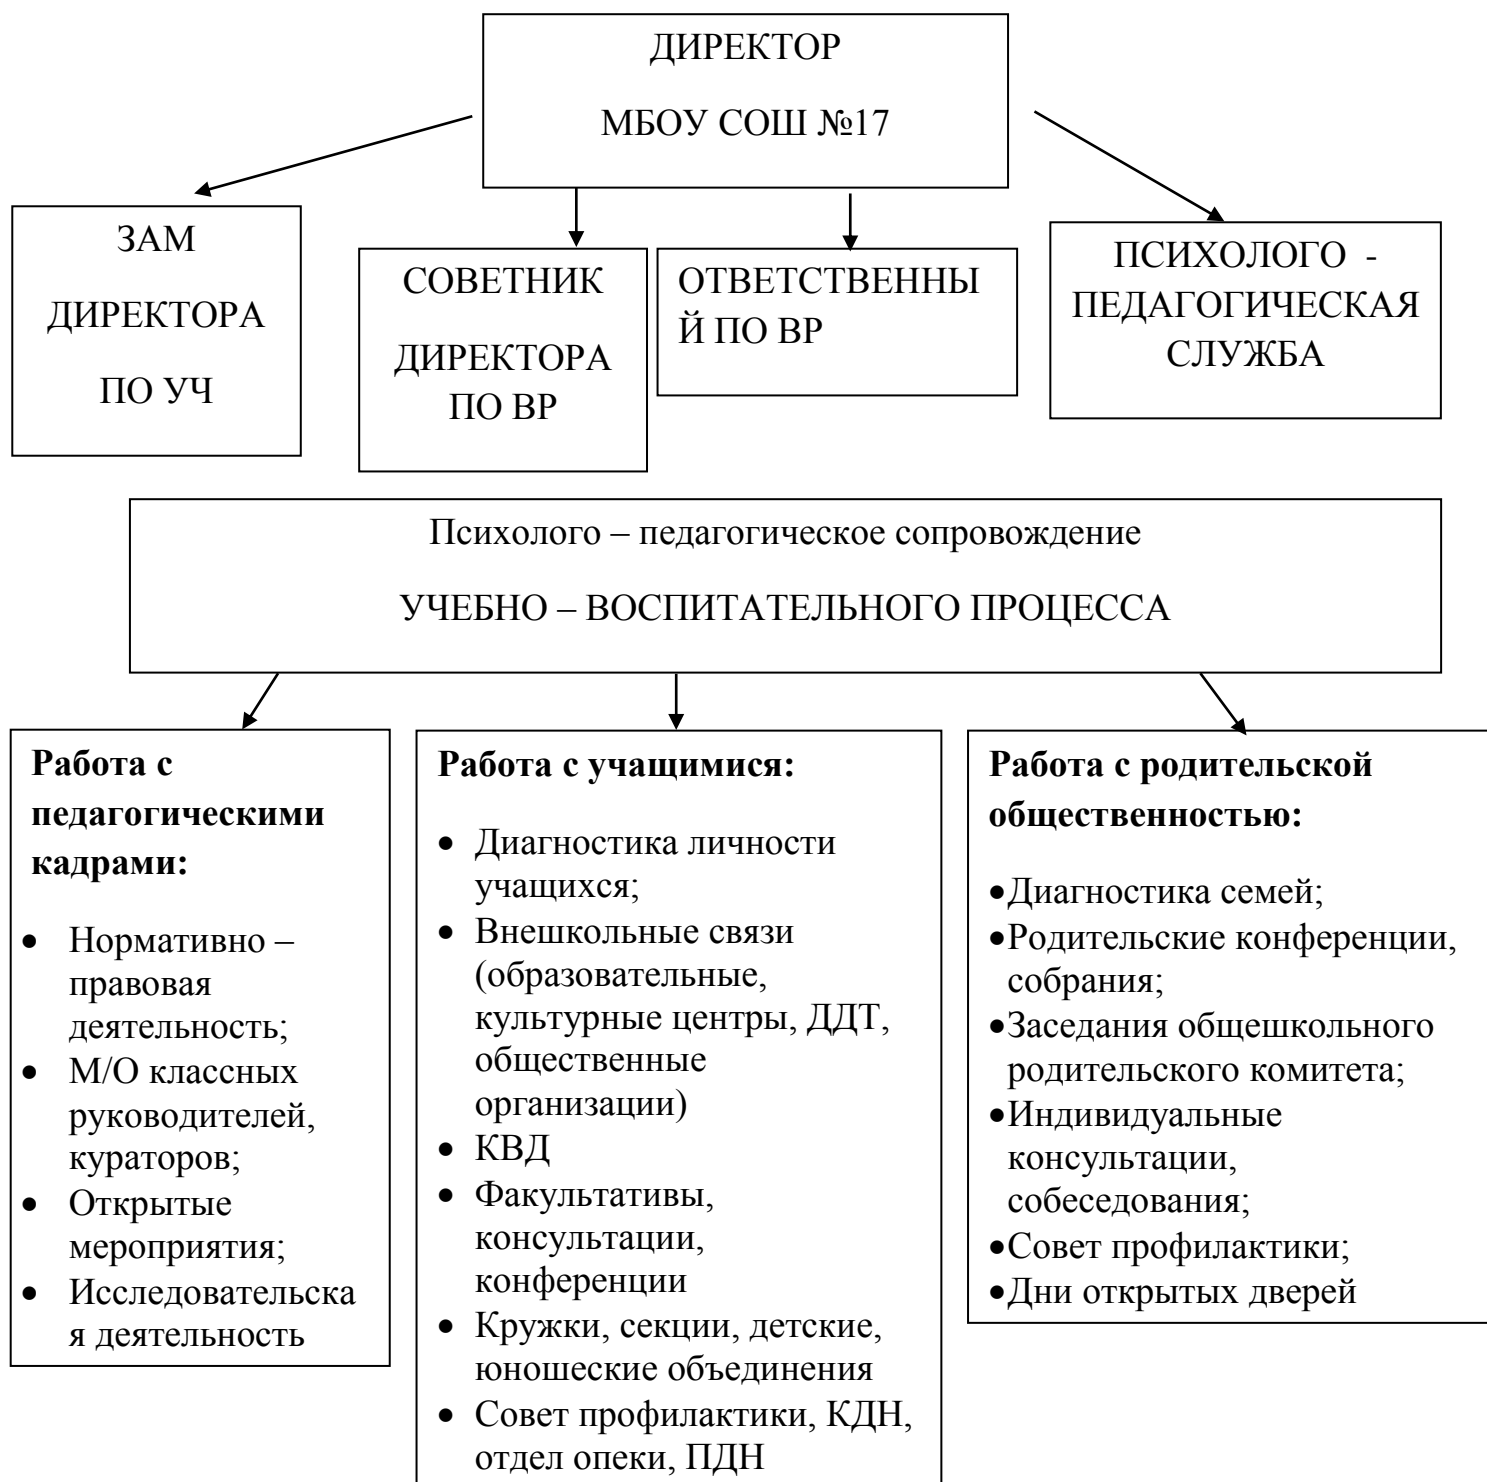 ДИРЕКТОР
МБОУ СОШ №17
ЗАМ
ДИРЕКТОРА
ПО УЧ
СОВЕТНИК
ДИРЕКТОРА
ПО ВР
ОТВЕТСТВЕННЫ
Й ПО ВР
ПСИХОЛОГО -
ПЕДАГОГИЧЕСКАЯ
СЛУЖБА
Психолого – педагогическое сопровождение
УЧЕБНО – ВОСПИТАТЕЛЬНОГО ПРОЦЕССА
Работа с
педагогическими
кадрами:
• Нормативно –
правовая
деятельность;
• М/О классных
руководителей,
кураторов;
• Открытые
мероприятия;
• Исследовательска
я деятельность
Работа с учащимися:
• Диагностика личности
учащихся;
• Внешкольные связи
(образовательные,
культурные центры, ДДТ,
общественные
организации)
• КВД
• Факультативы,
консультации,
конференции
• Кружки, секции, детские,
юношеские объединения
• Совет профилактики, КДН,
отдел опеки, ПДН
Работа с родительской
общественностью:
•Диагностика семей;
•Родительские конференции,
собрания;
•Заседания общешкольного
родительского комитета;
•Индивидуальные
консультации,
собеседования;
•Совет профилактики;
•Дни открытых дверей